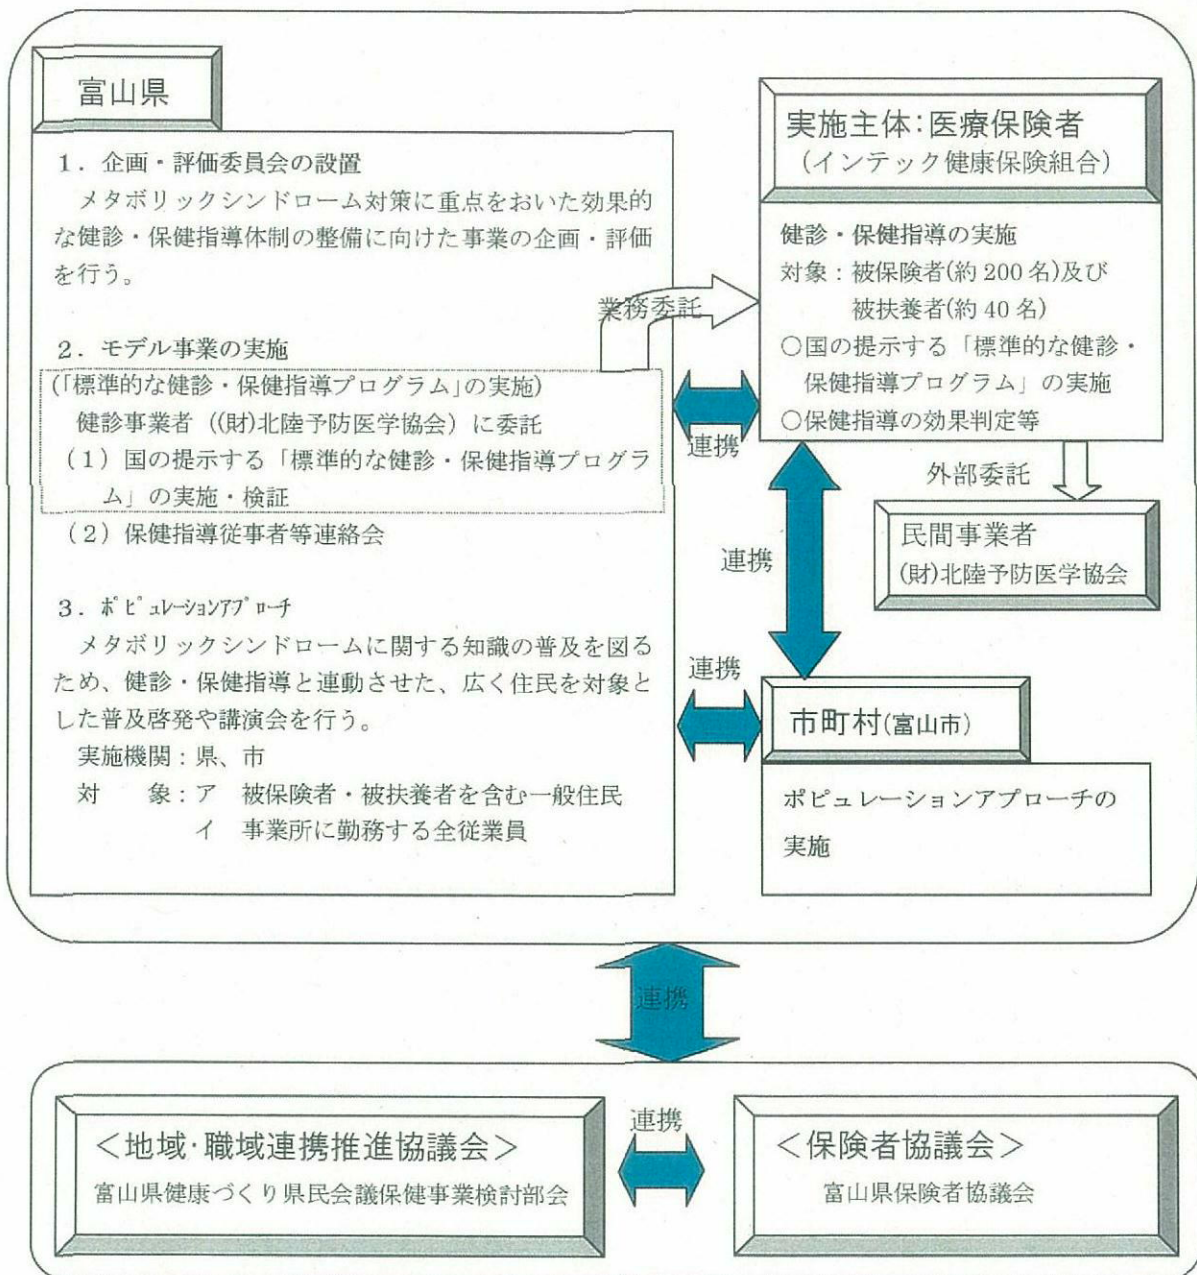 富山県
1．企画・評価委員会の設置
メタボリックシンドローム対策に重点をおいた効果的
な健診・保健指導体制の整備に向けた事業の企画・評価
を行う。
2．モデル事業の実施
(「標準的な健診・保健指導プログラム」の実施)
健診事業者（(財)北陸予防医学協会）に委託
（1）国の提示する「標準的な健診・保健指導プログラ
ム」の実施・検証
（2）保健指導従事者等連絡会
3．ﾎﾟﾋﾟｭﾚｰｼｮﾝｱﾌﾟﾛｰﾁ
メタボリックシンドロームに関する知識の普及を図る
ため、健診・保健指導と連動させた、広く住民を対象と
した普及啓発や講演会を行う。
実施機関：県、市
対　　象：ア　被保険者・被扶養者を含む一般住民
イ　事業所に勤務する全従業員
業務委託
連携
連携
連携
実施主体：医療保険者
（インテック健康保険組合）
健診・保健指導の実施
対象：被保険者(約 200 名)及び
被扶養者(約 40 名)
○国の提示する「標準的な健診・
保健指導プログラム」の実施
○保健指導の効果判定等
外部委託
民間事業者
(財)北陸予防医学協会
市町村(富山市)
ポピュレーションアプローチの
実施
連携
＜地域・職域連携推進協議会＞
富山県健康づくり県民会議保健事業検討部会
連携
＜保険者協議会＞
富山県保険者協議会